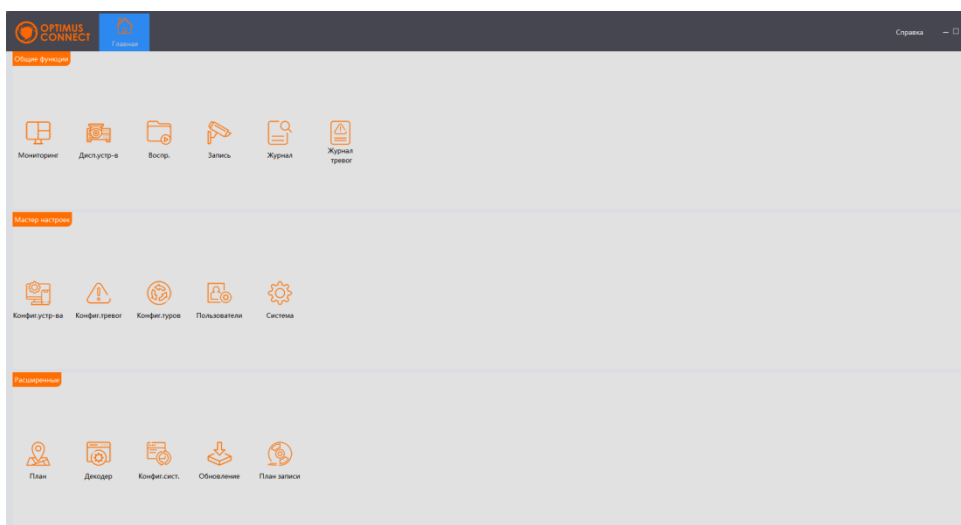 OPTIMUS
CONNECT
Главная
Справка
Общие функции
Мониторинг
Дисп.устр-в
Воспр.
Запись
Журнал
Журнал
тревог
Мастер настроек
Конфиг.устр-ва
Конфиг.тревог
Конфиг.туров
Пользователи
Система
Расширенные
План
Декодер
Конфиг.сист.
Обновление
План записи